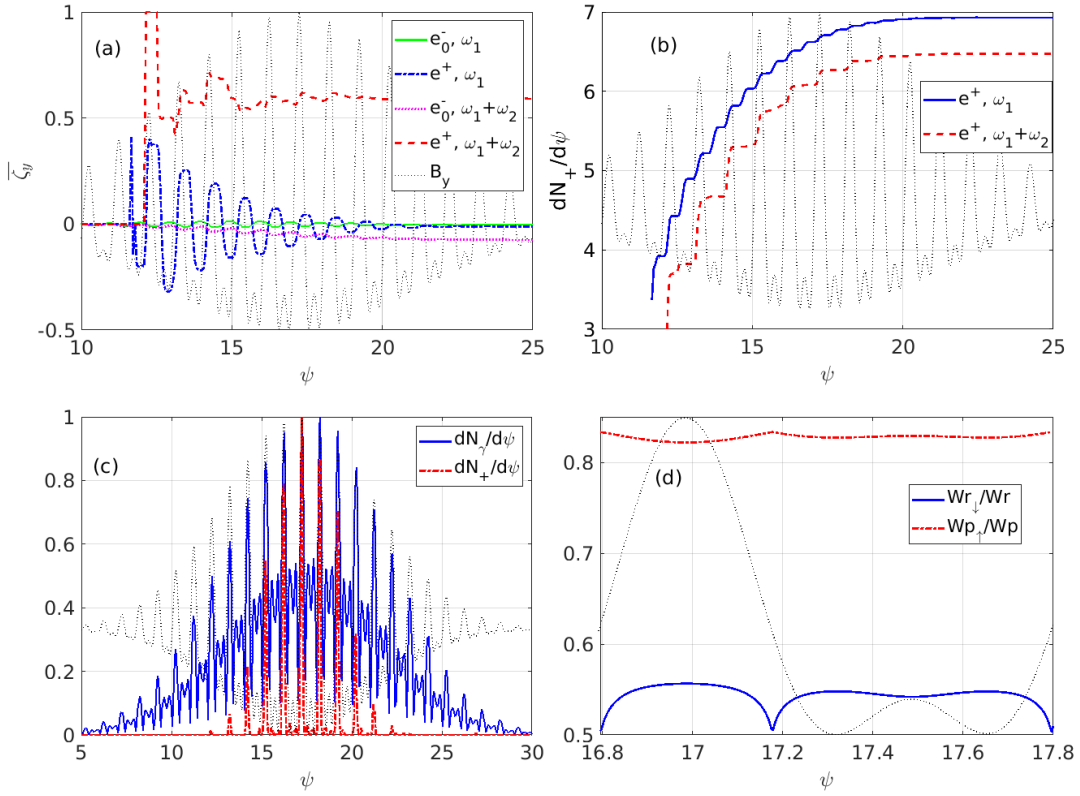 (a)
e₀⁻, ω₁
e⁺, ω₁
e₀⁻, ω₁+ω₂
e⁺, ω₁+ω₂
B_y
1
0.5
0
-0.5
ζ̅_y
10 15 20 25
ψ
(b)
e⁺, ω₁
e⁺, ω₁+ω₂
7
6
5
4
3
dN₊/dψ
10 15 20 25
ψ
(c)
dN_γ/dψ
dN₊/dψ
1
0.8
0.6
0.4
0.2
0
5 10 15 20 25 30
ψ
(d)
Wr↓/Wr
Wp↑/Wp
0.8
0.7
0.6
0.5
16.8 17 17.2 17.4 17.6 17.8
ψ